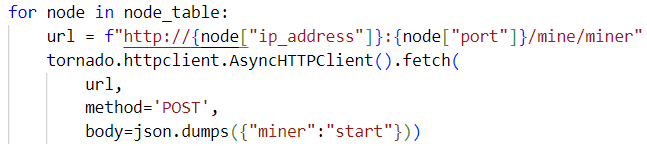 for node in node_table:
    url = f"http://{node["ip_address"]}:{node["port"]}/mine/miner"
    tornado.httpclient.AsyncHTTPClient().fetch(
        url,
        method='POST',
        body=json.dumps({"miner":"start"}))